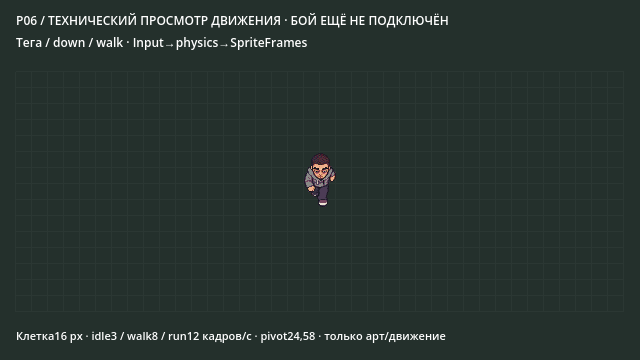 P06 / ТЕХНИЧЕСКИЙ ПРОСМОТР ДВИЖЕНИЯ · БОЙ ЕЩЁ НЕ ПОДКЛЮЧЁН
Тега / down / walk · Input→physics→SpriteFrames
Клетка16 px · idle3 / walk8 / run12 кадров/с · pivot24,58 · только арт/движение